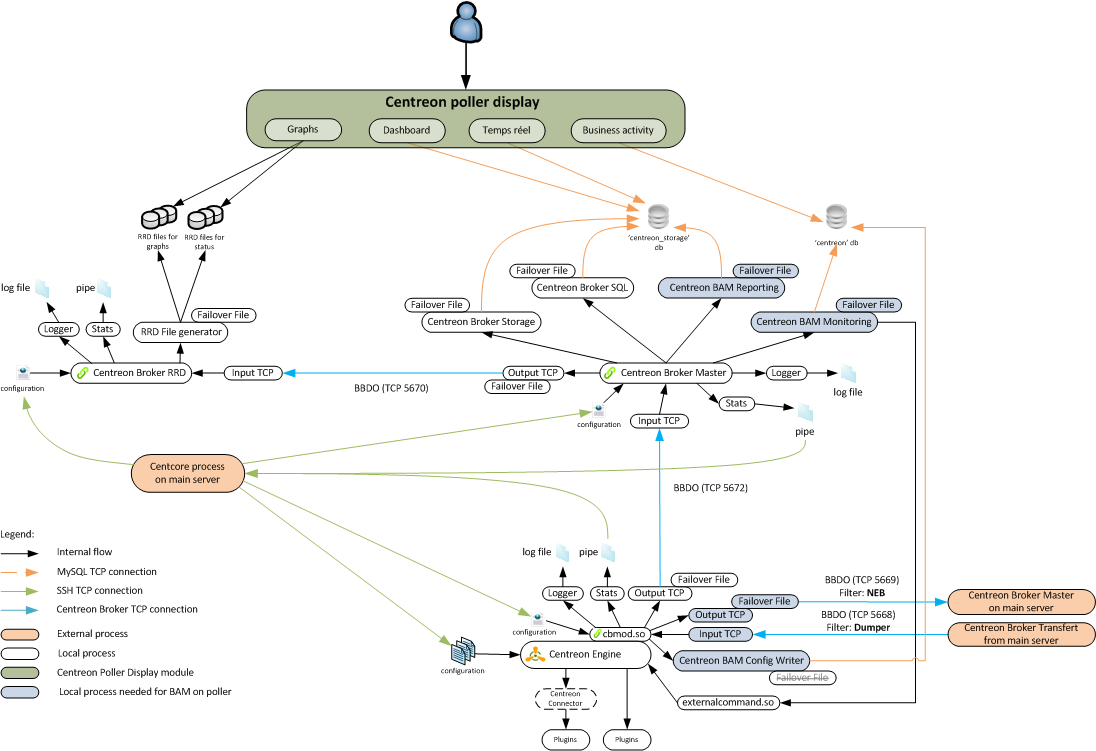 Centreon poller display
Graphs
Dashboard
Temps réel
Business activity
RRD files for
graphs
RRD files for
status
'centreon_storage'
db
'centreon' db
log file
pipe
Failover File
Logger
Stats
RRD File generator
Failover File
Centreon Broker SQL
Failover File
Centreon BAM Reporting
Failover File
Centreon Broker Storage
Failover File
Centreon BAM Monitoring
configuration
Centreon Broker RRD
Input TCP
BBDO (TCP 5670)
Output TCP
Failover File
Centreon Broker Master
Logger
log file
Stats
pipe
configuration
Input TCP
Centcore process
on main server
BBDO (TCP 5672)
Legend:
Internal flow
MySQL TCP connection
SSH TCP connection
Centreon Broker TCP connection
External process
Local process
Centreon Poller Display module
Local process needed for BAM on poller
log file
pipe
Logger
Stats
Failover File
Output TCP
BBDO (TCP 5669)
Filter: NEB
Failover File
Output TCP
Centreon Broker Master
on main server
BBDO (TCP 5668)
Filter: Dumper
Input TCP
Centreon Broker Transfert
from main server
configuration
cbmod.so
Centreon Engine
configuration
Centreon BAM Config Writer
Failover File
externalcommand.so
Centreon
Connector
Plugins
Plugins